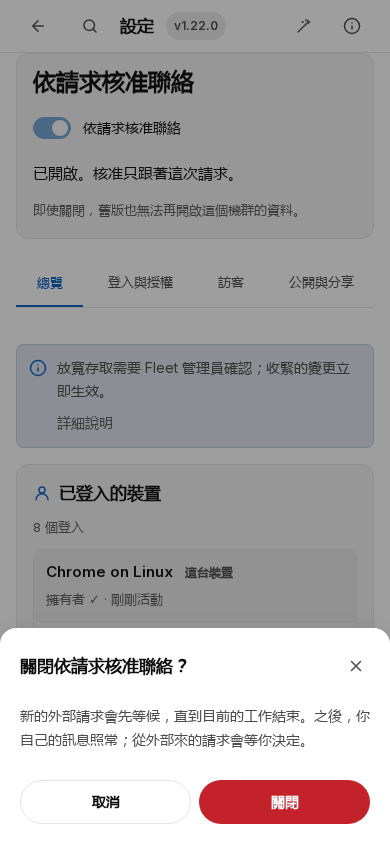 設定 v1.22.0
依請求核准聯絡
依請求核准聯絡
已開啟。核准只跟著這次請求。
即使關閉，舊版也無法再開啟這個機群的資料。
總覽 登入與授權 訪客 公開與分享
放寬存取需要 Fleet 管理員確認；收緊的變更立
即生效。
詳細說明
已登入的裝置
8 個登入
Chrome on Linux 這台裝置
擁有者 ✓ · 剛剛活動
關閉依請求核准聯絡？
新的外部請求會先等候，直到目前的工作結束。之後，你
自己的訊息照常；從外部來的請求會等你決定。
取消 關閉